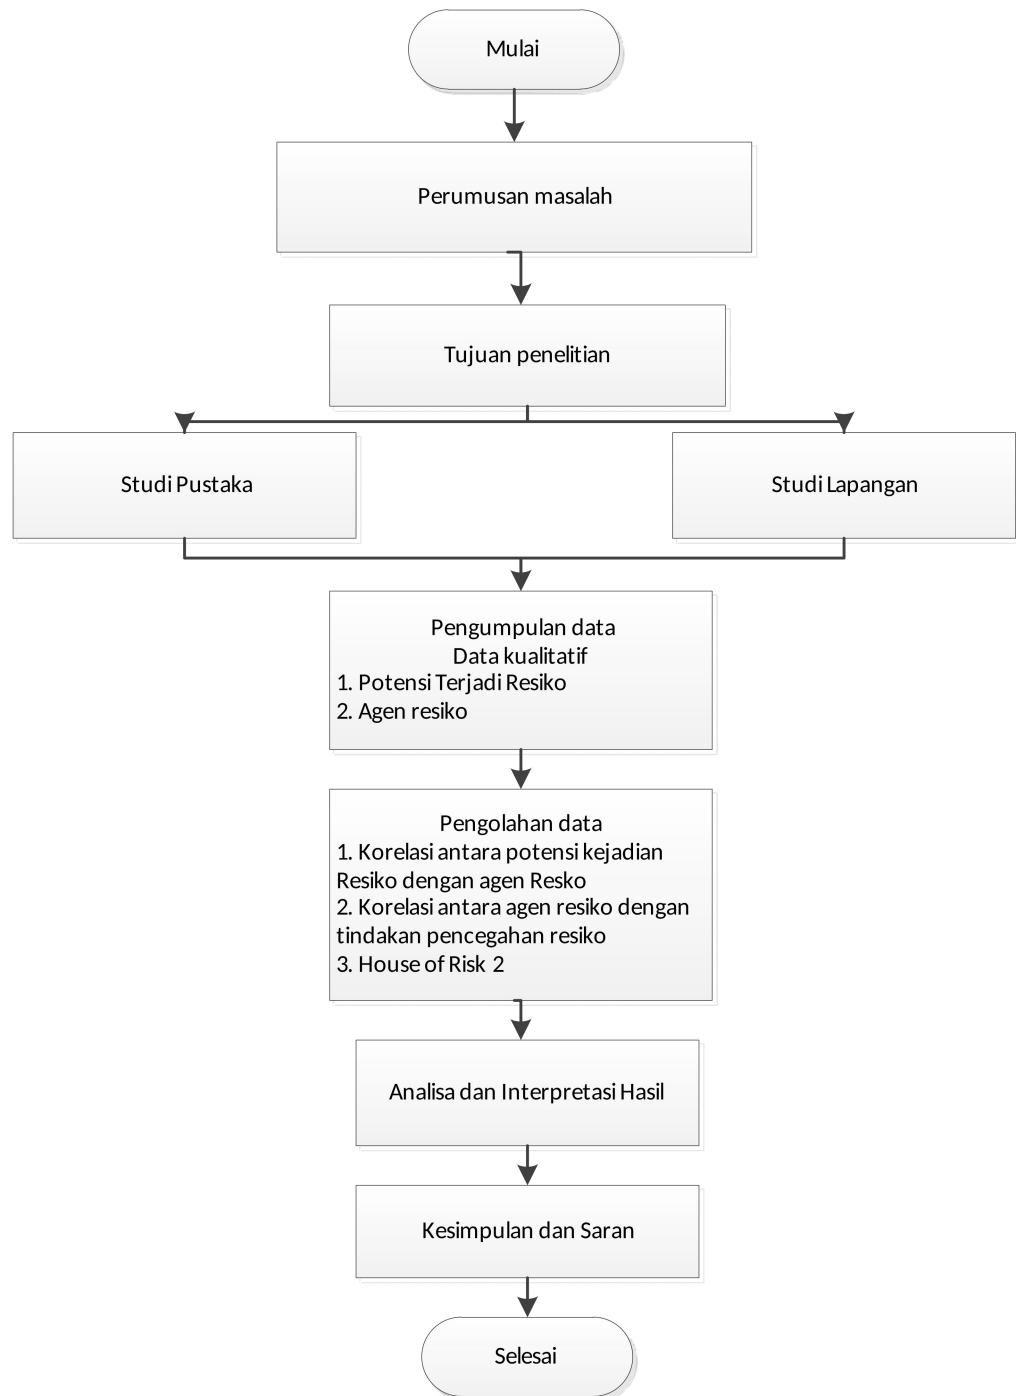 Mulai
Perumusan masalah
Tujuan penelitian
Studi Pustaka
Studi Lapangan
Pengumpulan data
Data kualitatif
1. Potensi Terjadi Resiko
2. Agen resiko
Pengolahan data
1. Korelasi antara potensi kejadian
Resiko dengan agen Resko
2. Korelasi antara agen resiko dengan
tindakan pencegahan resiko
3. House of Risk 2
Analisa dan Interpretasi Hasil
Kesimpulan dan Saran
Selesai